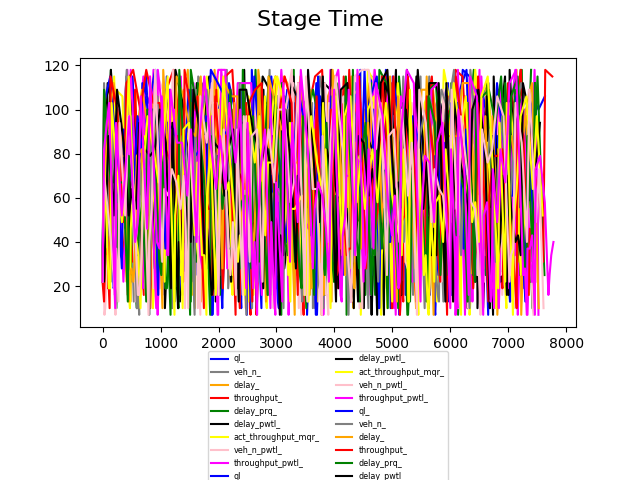 Stage Time
120
100
80
60
40
20
0 1000 2000 3000 4000 5000 6000 7000 8000
ql_ delay_pwtl_
veh_n_ act_throughput_mqr_
delay_ veh_n_pwtl_
throughput_ throughput_pwtl_
delay_prq_ ql_
delay_pwtl_ veh_n_
act_throughput_mqr_ delay_
veh_n_pwtl_ throughput_
throughput_pwtl_ delay_prq_
ql delay_pwtl